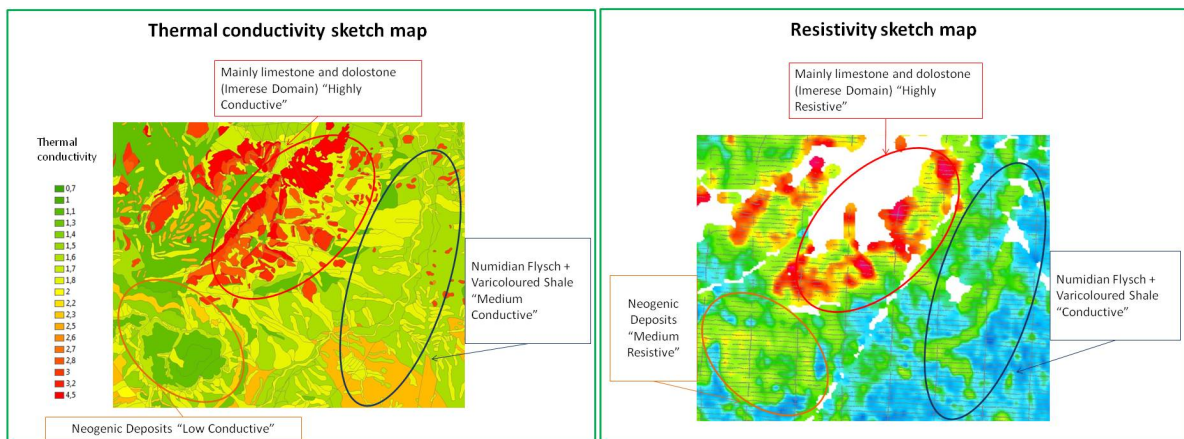 Thermal conductivity sketch map
Mainly limestone and dolostone
(Imerese Domain) “Highly
Conductive”
Thermal
conductivity
0,7
1
1,1
1,3
1,4
1,5
1,6
1,7
1,8
2
2,2
2,3
2,5
2,6
2,7
2,8
3
3,2
4,5
Numidian Flysch +
Varicoloured Shale
“Medium
Conductive”
Neogenic Deposits “Low Conductive”
Resistivity sketch map
Mainly limestone and dolostone
(Imerese Domain) “Highly
Resistive”
Neogenic
Deposits
“Medium
Resistive”
Numidian Flysch +
Varicoloured Shale
“Conductive”